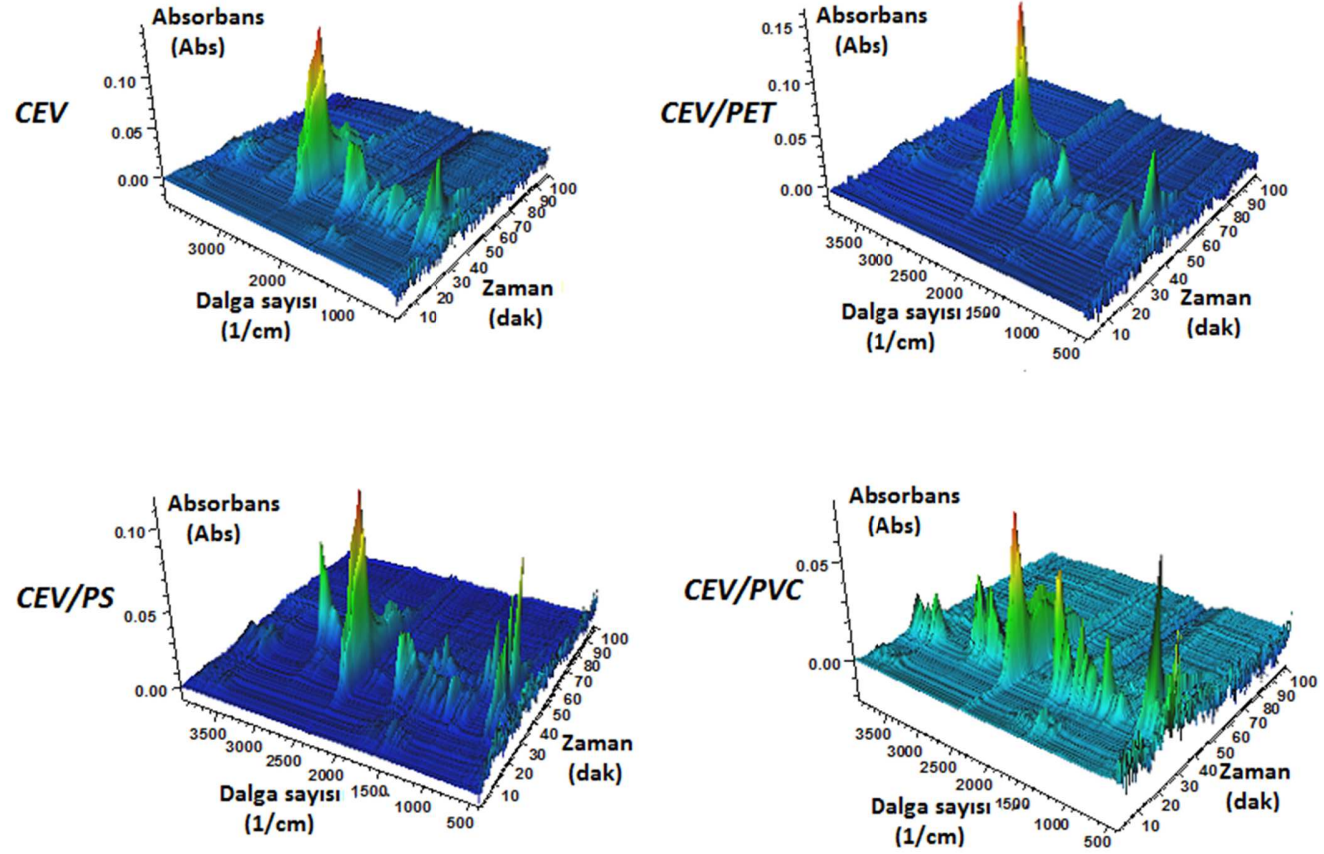 Absorbans
(Abs)
CEV
0.10
0.05
0.00
3000
2000
1000
Dalga sayısı
(1/cm)
10
20
30
40
50
60
70
80
90
100
Zaman
(dak)
Absorbans
(Abs)
CEV/PET
0.15
0.10
0.05
0.00
3500
3000
2500
2000
1500
1000
500
Dalga sayısı
(1/cm)
10
20
30
40
50
60
70
80
90
100
Zaman
(dak)
Absorbans
(Abs)
CEV/PS
0.10
0.05
0.00
3500
3000
2500
2000
1500
1000
500
Dalga sayısı
(1/cm)
10
20
30
40
50
60
70
80
90
100
Zaman
(dak)
Absorbans
(Abs)
CEV/PVC
0.05
0.00
3500
3000
2500
2000
1500
1000
500
Dalga sayısı
(1/cm)
10
20
30
40
50
60
70
80
90
100
Zaman
(dak)